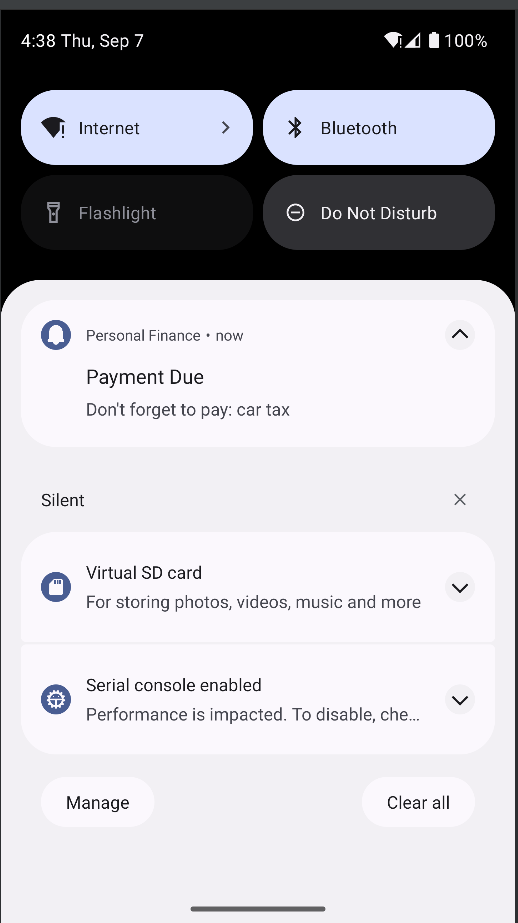 4:38 Thu, Sep 7 100%
Internet Bluetooth
Flashlight Do Not Disturb
Personal Finance • now
Payment Due
Don't forget to pay: car tax
Silent
Virtual SD card
For storing photos, videos, music and more
Serial console enabled
Performance is impacted. To disable, che…
Manage Clear all